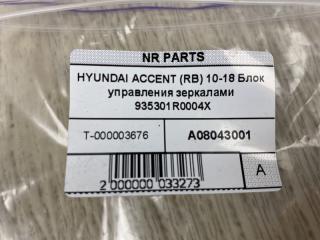 NR PARTS
HYUNDAI ACCENT (RB) 10-18 Блок
управления зеркалами
935301R0004X
T-000003676
A08043001
2 000000 033273
A